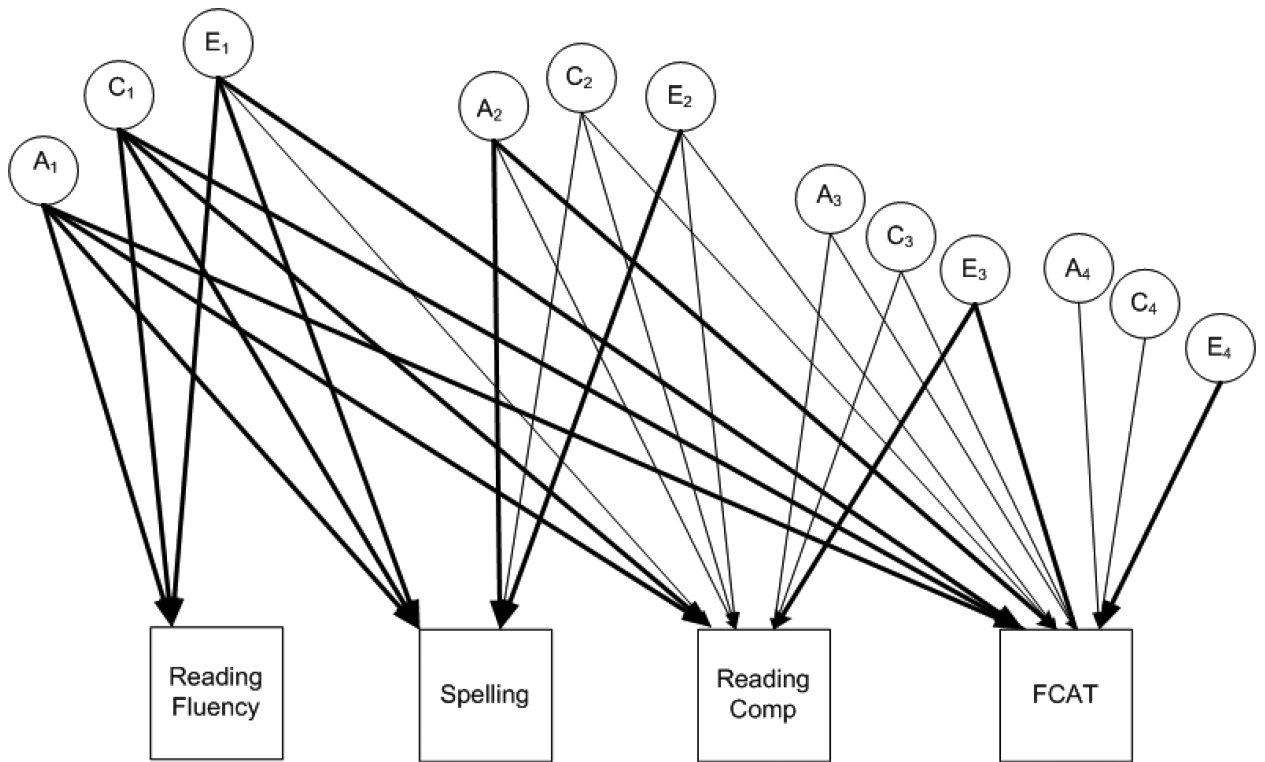 A₁
C₁
E₁
A₂
C₂
E₂
A₃
C₃
E₃
A₄
C₄
E₄
Reading
Fluency
Spelling
Reading
Comp
FCAT